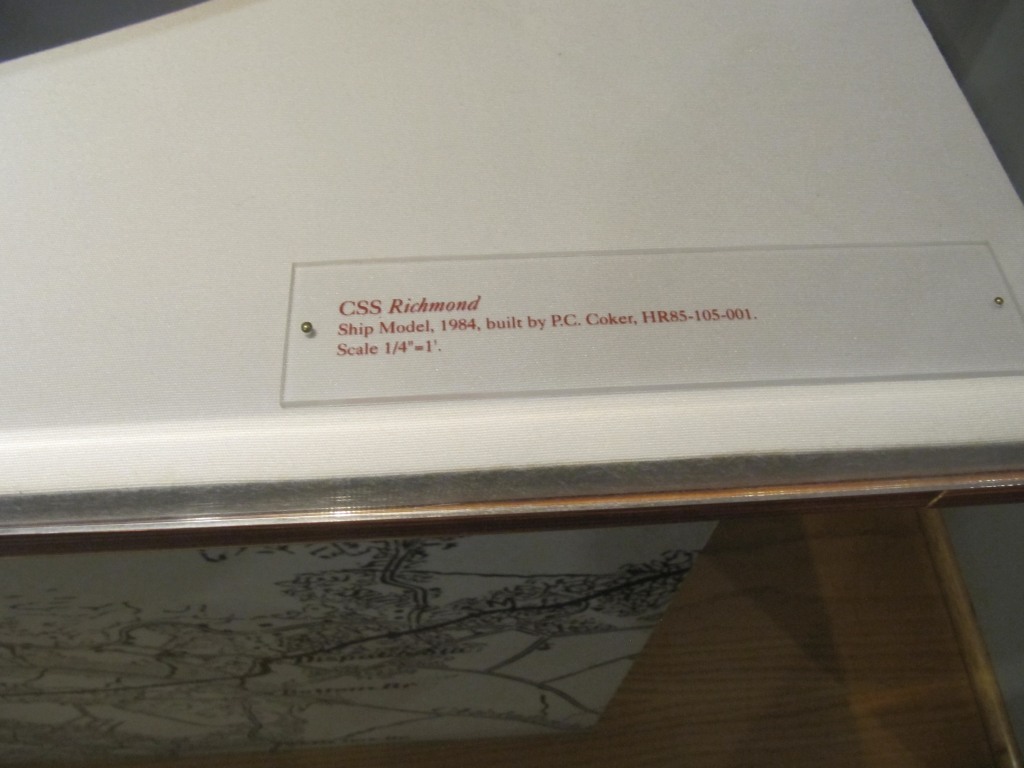 CSS Richmond
Ship Model, 1984, built by P.C. Coker, HR85-105-001.
Scale 1/4"=1'.